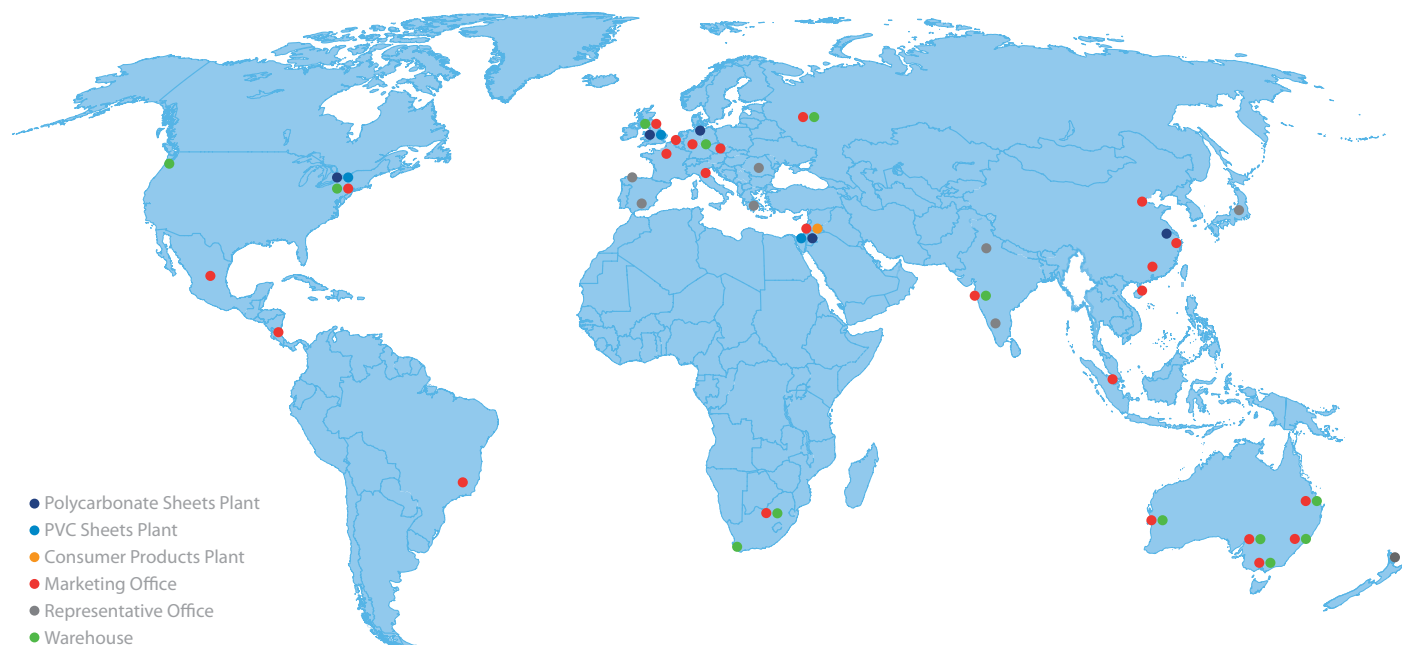 Polycarbonate Sheets Plant
PVC Sheets Plant
Consumer Products Plant
Marketing Office
Representative Office
Warehouse